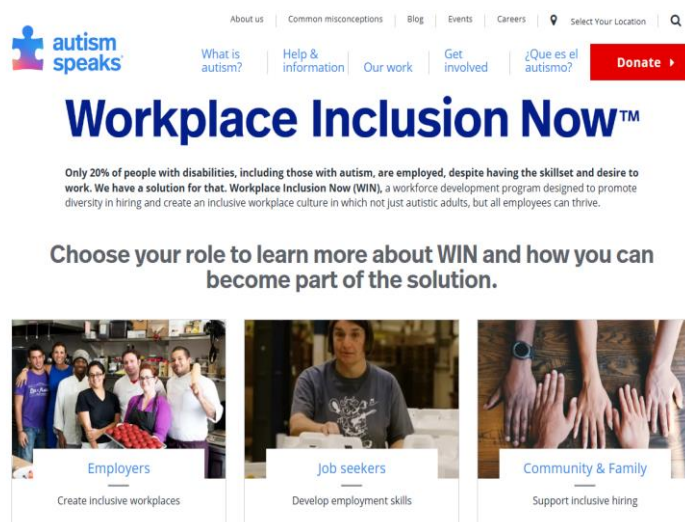 About us | Common misconceptions | Blog | Events | Careers | Select Your Location
autism
speaks
What is
autism?
Help &
information
Our work
Get
involved
¿Que es el
autismo?
Donate
Workplace Inclusion Now™
Only 20% of people with disabilities, including those with autism, are employed, despite having the skillset and desire to
work. We have a solution for that. Workplace Inclusion Now (WIN), a workforce development program designed to promote
diversity in hiring and create an inclusive workplace culture in which not just autistic adults, but all employees can thrive.
Choose your role to learn more about WIN and how you can
become part of the solution.
Employers
Create inclusive workplaces
Job seekers
Develop employment skills
Community & Family
Support inclusive hiring